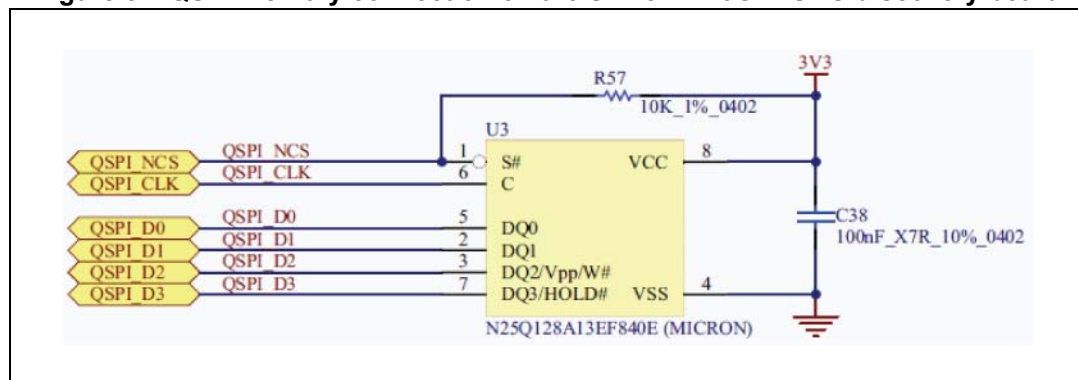 3V3
R57
10K_1%_0402
U3
QSPI_NCS QSPI_NCS 1 S# VCC 8
QSPI_CLK QSPI_CLK 6 C
C38
100nF_X7R_10%_0402
QSPI_D0 QSPI_D0 5 DQ0
QSPI_D1 QSPI_D1 2 DQ1
QSPI_D2 QSPI_D2 3 DQ2/Vpp/W#
QSPI_D3 QSPI_D3 7 DQ3/HOLD# VSS 4
N25Q128A13EF840E (MICRON)